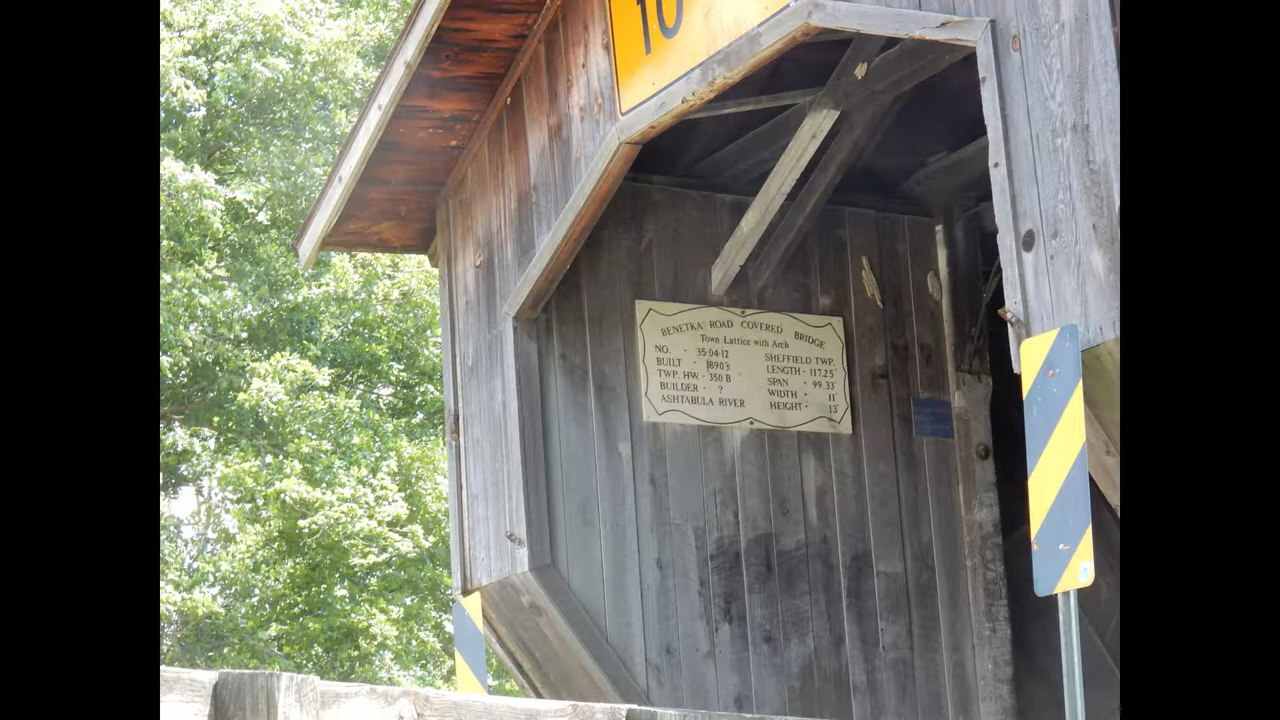 10
BENETKA ROAD COVERED BRIDGE
Town Lattice with Arch
NO. - 35-04-12
BUILT - 1890's
TWP. HW. - 350 B
BUILDER - ?
ASHTABULA RIVER
SHEFFIELD TWP.
LENGTH - 117.25'
SPAN - 99.33'
WIDTH - 11'
HEIGHT - 13'